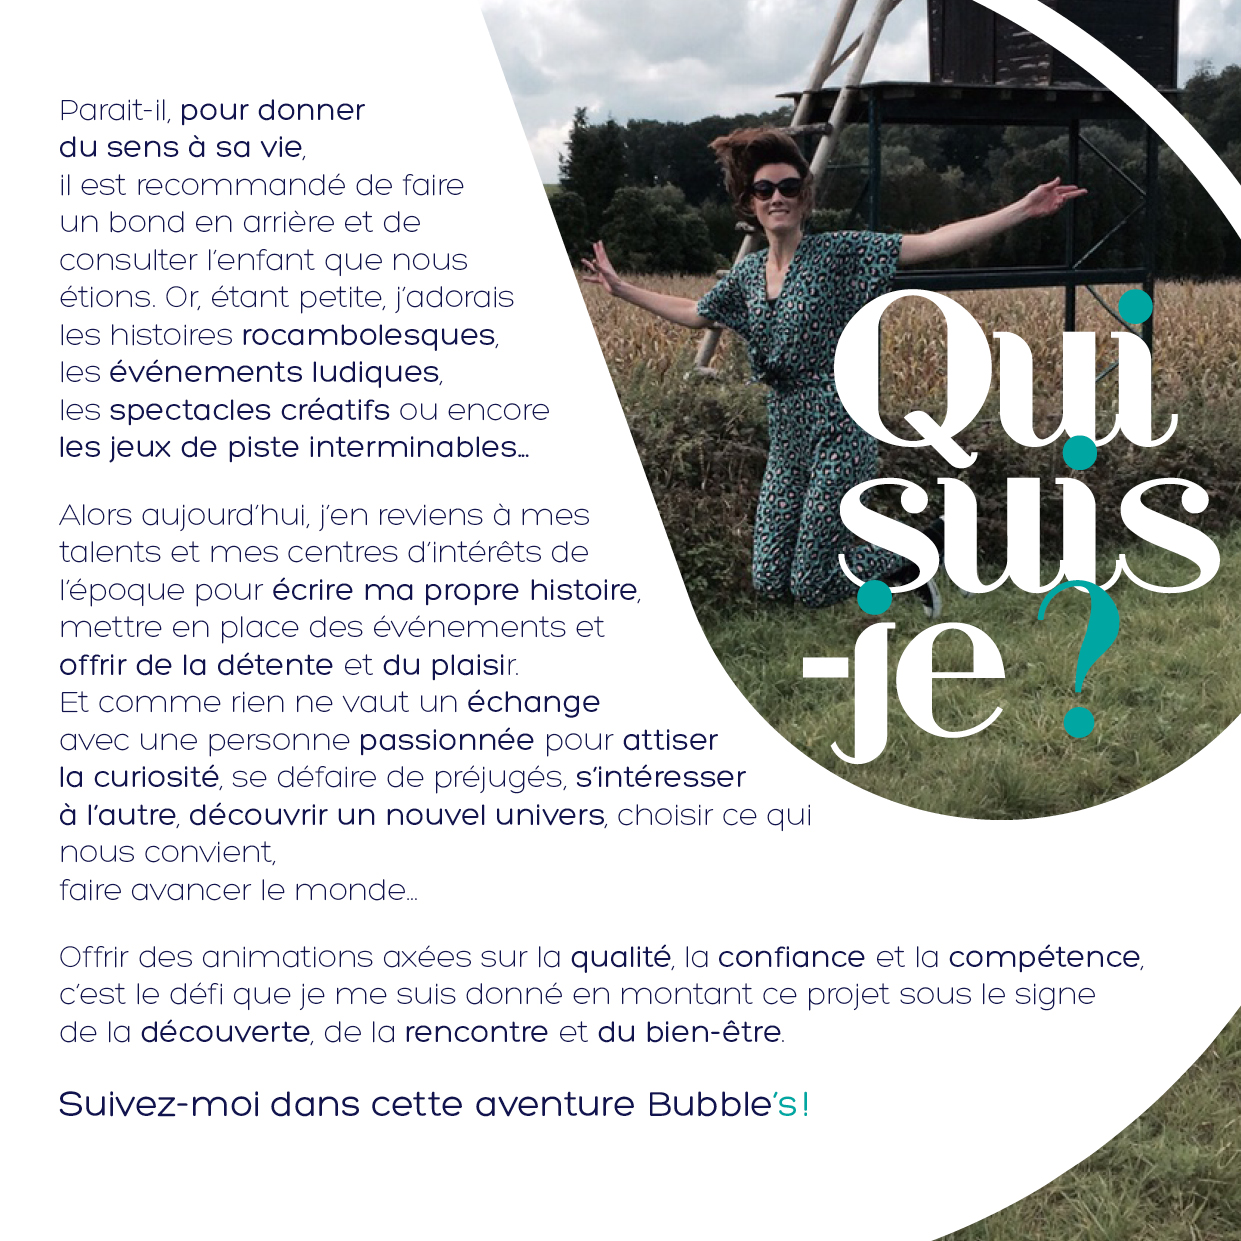 Parait-il, pour donner
du sens à sa vie,
il est recommandé de faire
un bond en arrière et de
consulter l’enfant que nous
étions. Or, étant petite, j’adorais
les histoires rocambolesques,
les événements ludiques,
les spectacles créatifs ou encore
les jeux de piste interminables...
Alors aujourd’hui, j’en reviens à mes
talents et mes centres d’intérêts de
l’époque pour écrire ma propre histoire,
mettre en place des événements et
offrir de la détente et du plaisir.
Et comme rien ne vaut un échange
avec une personne passionnée pour attiser
la curiosité, se défaire de préjugés, s’intéresser
à l’autre, découvrir un nouvel univers, choisir ce qui
nous convient,
faire avancer le monde...
Offrir des animations axées sur la qualité, la confiance et la compétence,
c’est le défi que je me suis donné en montant ce projet sous le signe
de la découverte, de la rencontre et du bien-être.
Suivez-moi dans cette aventure Bubble’s !
Qui
suis
-je ?